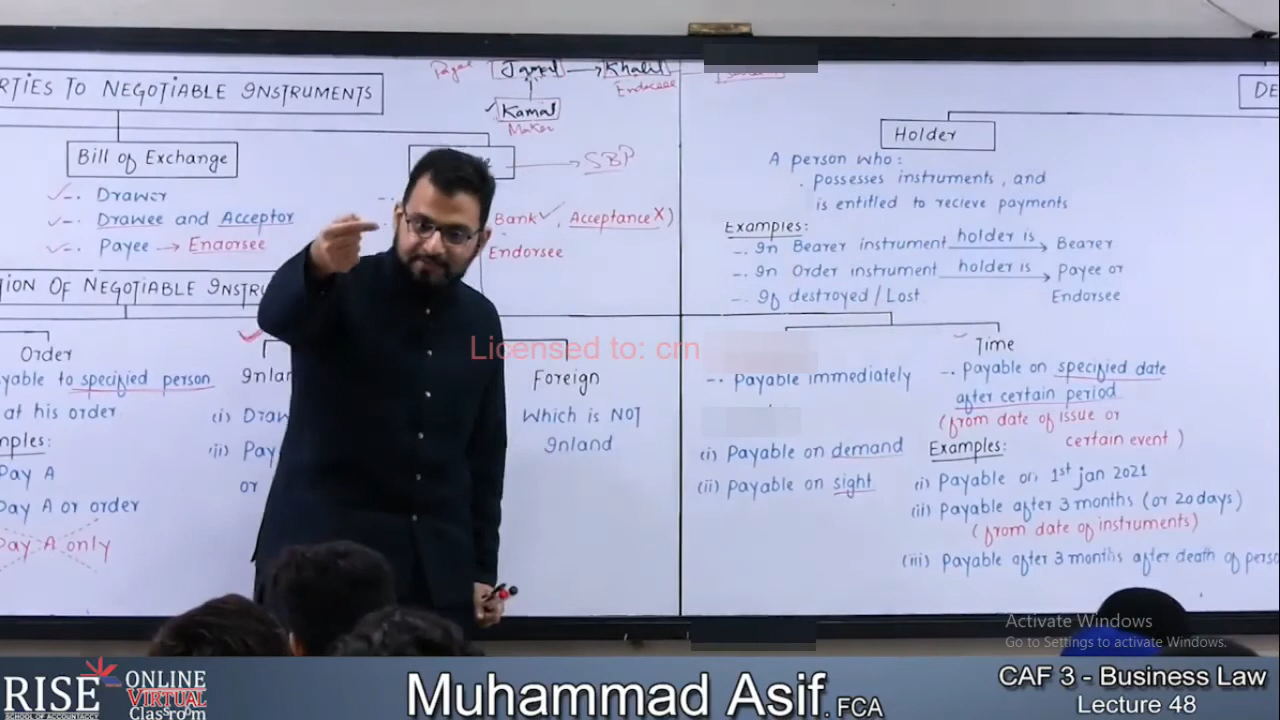 RTIES TO NEGOTIABLE INSTRUMENTS
Payee Jamal → Khalil
Endorsee
Kamal
Maker
Bill of Exchange
-. Drawer
-. Drawee and Acceptor
-. Payee → Endorsee
SBP
Bank ✓, Acceptance X)
Endorsee
ION OF NEGOTIABLE INSTRU
Order
yable to specified person
at his order
mples:
Pay A
Pay A or order
Pay A only
Inlan
(i) Draw
(ii) Pay
or
Foreign
Which is NOT
Inland
DE
Holder
A person who:
. possesses instruments, and
is entitled to recieve payments
Examples:
-. In Bearer instrument holder is → Bearer
-. In Order instrument holder is → Payee or
Endorsee
-. If destroyed / Lost
-. Payable immediately
(i) Payable on demand
(ii) Payable on sight
Time
-. Payable on specified date
after certain period
(from date of issue or
certain event)
Examples:
(i) Payable on 1st jan 2021
(ii) Payable after 3 months (or 20 days)
(from date of instruments)
(iii) Payable after 3 months after death of perso
Licensed to: crn
Activate Windows
Go to Settings to activate Windows.
RISE
SCHOOL OF ACCOUNTANCY
ONLINE
VIRTUAL
Classroom
Muhammad Asif. FCA
CAF 3 - Business Law
Lecture 48